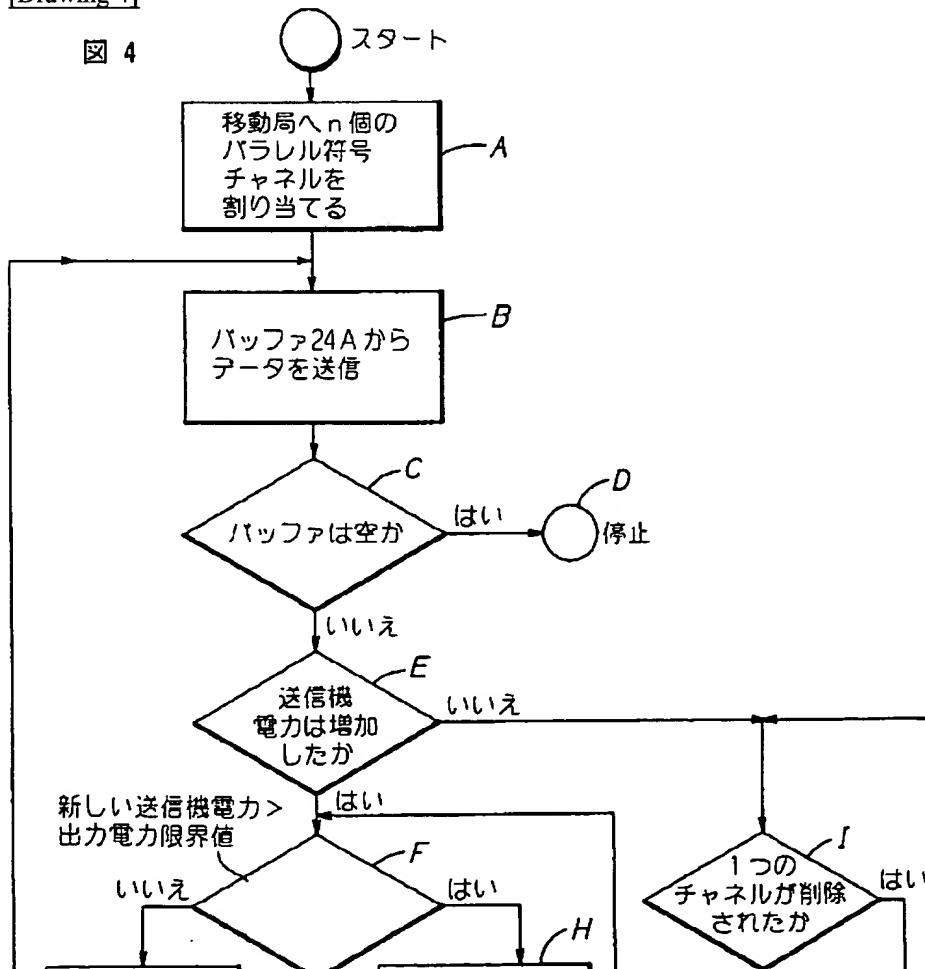 [Drawing 4]
図 4
スタート
移動局へn個の
パラレル符号
チャネルを
割り当てる
A
バッファ24Aから
データを送信
B
バッファは空か
C
はい
D
停止
いいえ
送信機
電力は増加
したか
E
いいえ
はい
新しい送信機電力>
出力電力限界値
F
いいえ
はい
H
1つの
チャネルが削除
されたか
I
はい